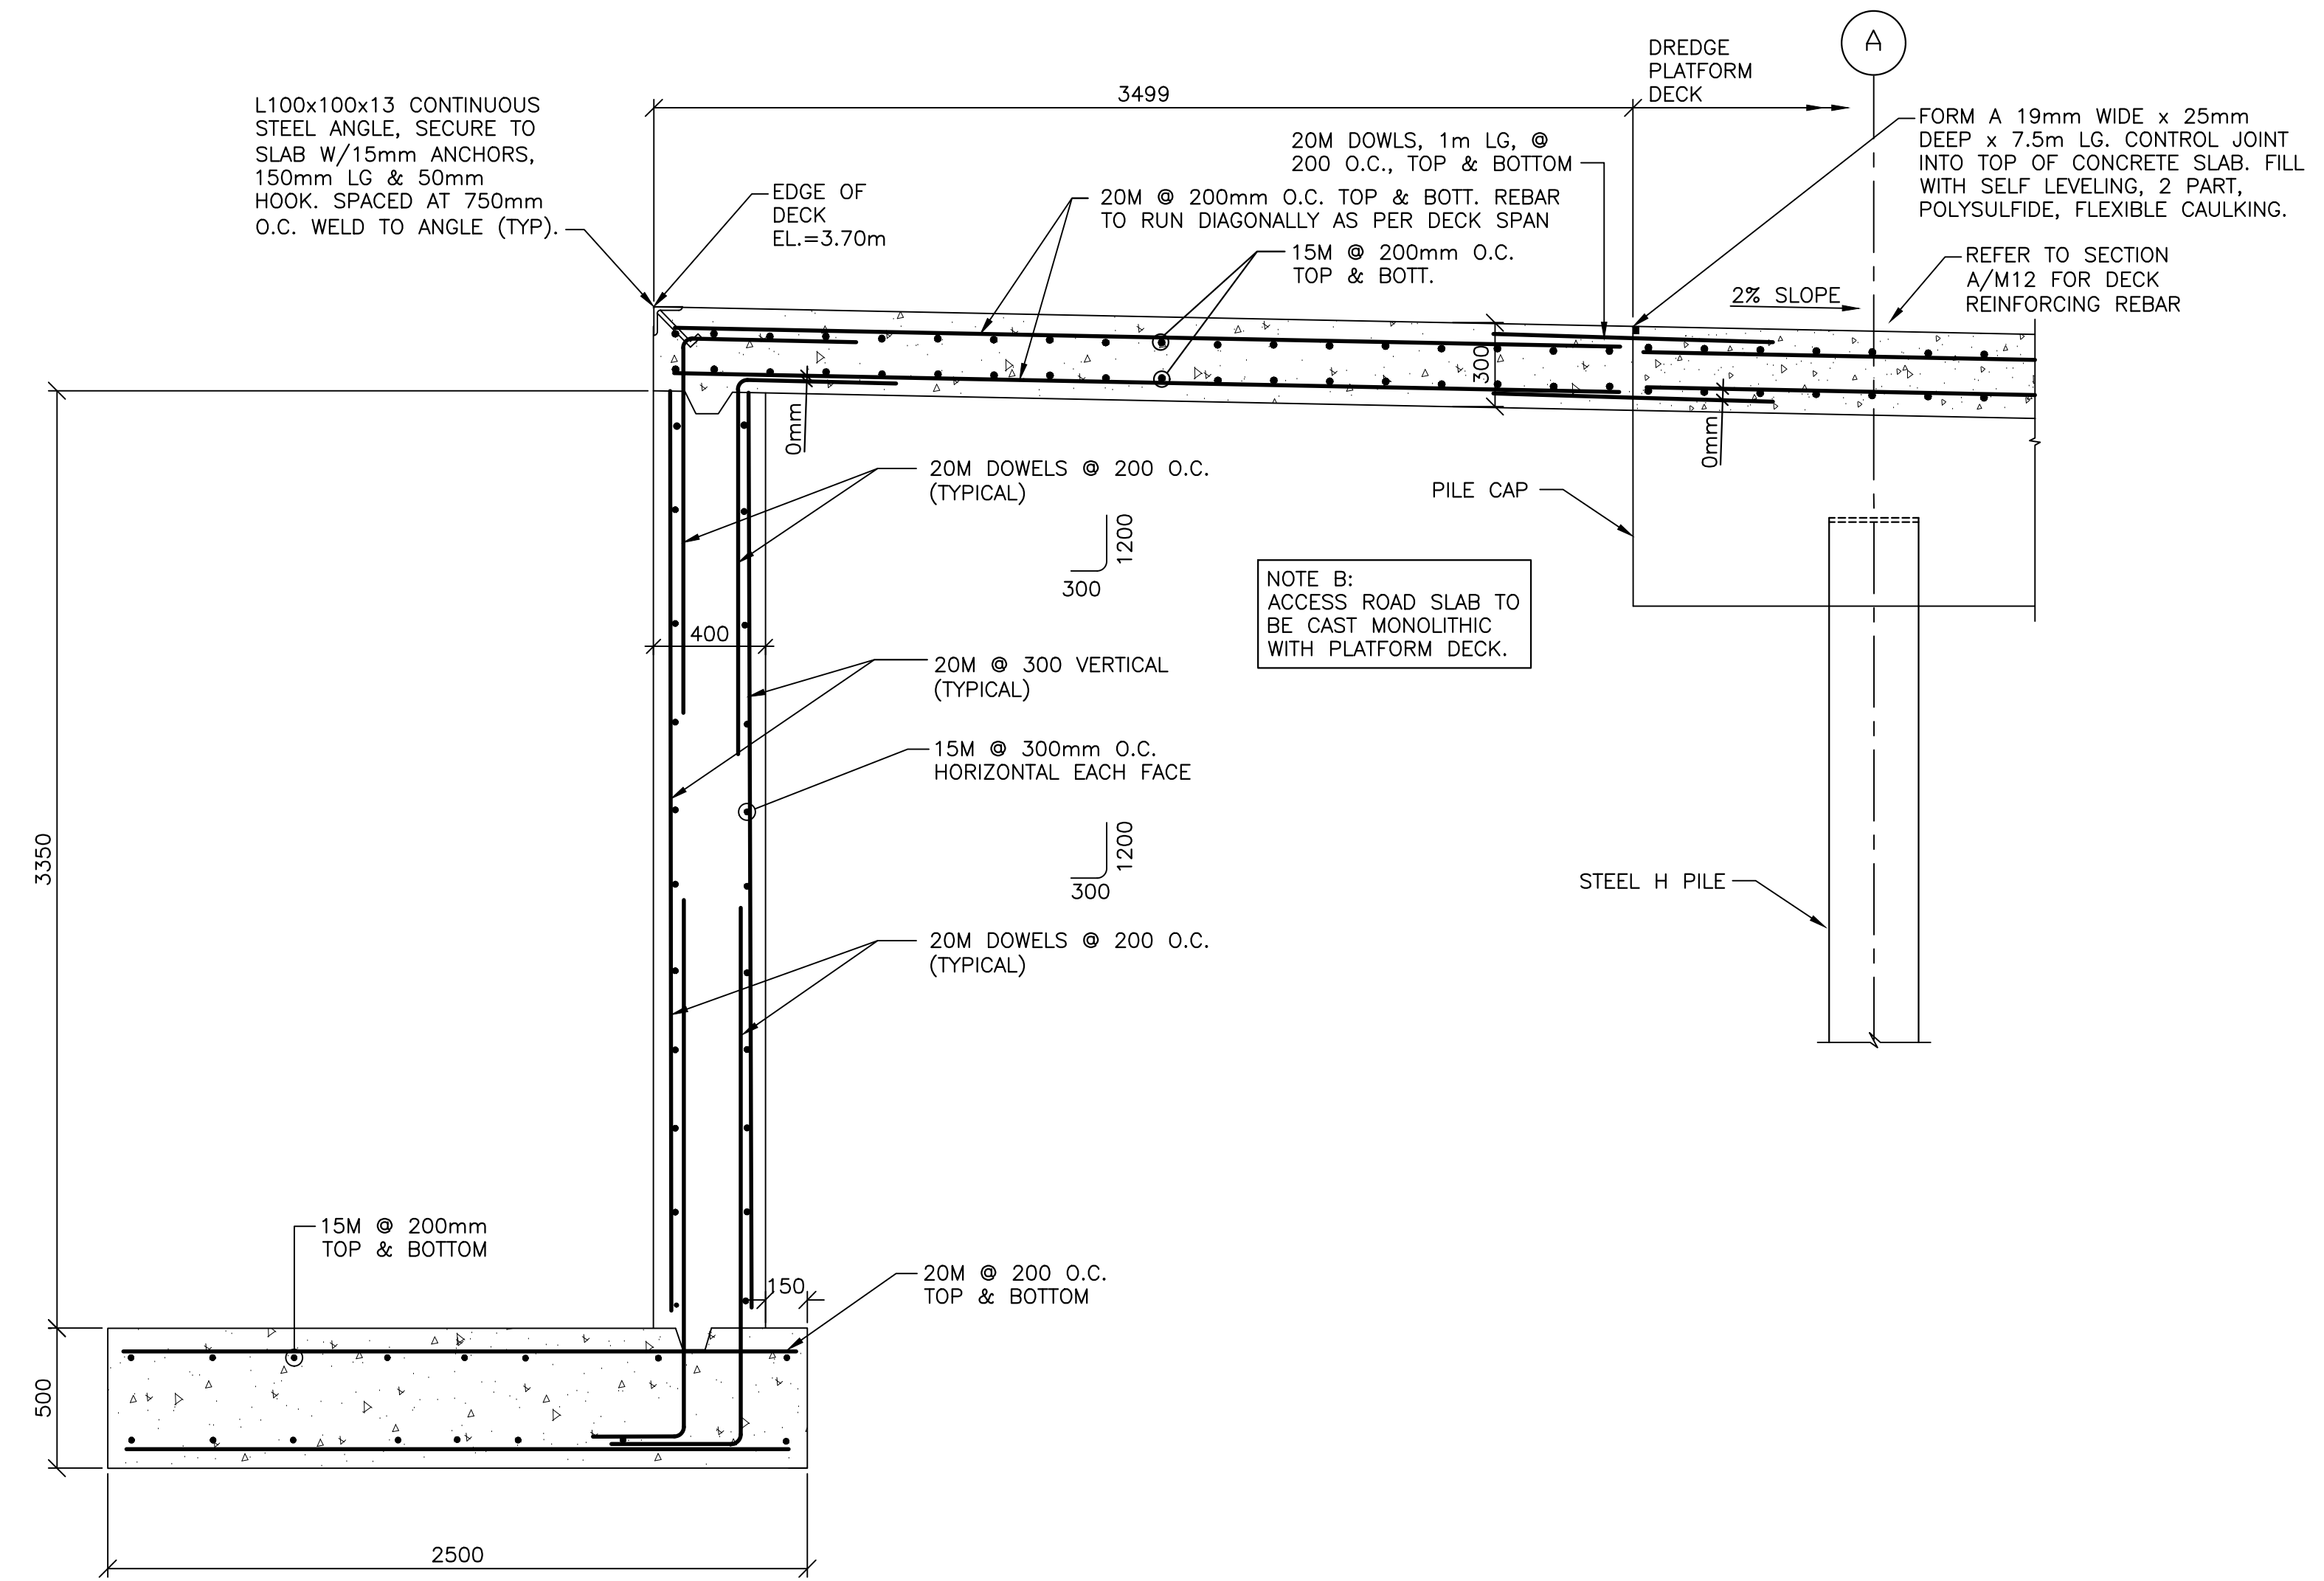 A
DREDGE
PLATFORM
DECK
3499
L100x100x13 CONTINUOUS
STEEL ANGLE, SECURE TO
SLAB W/15mm ANCHORS,
150mm LG & 50mm
HOOK. SPACED AT 750mm
O.C. WELD TO ANGLE (TYP).
EDGE OF
DECK
EL.=3.70m
20M DOWLS, 1m LG, @
200 O.C., TOP & BOTTOM
20M @ 200mm O.C. TOP & BOTT. REBAR
TO RUN DIAGONALLY AS PER DECK SPAN
15M @ 200mm O.C.
TOP & BOTT.
FORM A 19mm WIDE x 25mm
DEEP x 7.5m LG. CONTROL JOINT
INTO TOP OF CONCRETE SLAB. FILL
WITH SELF LEVELING, 2 PART,
POLYSULFIDE, FLEXIBLE CAULKING.
REFER TO SECTION
A/M12 FOR DECK
REINFORCING REBAR
2% SLOPE
300
0mm
0mm
20M DOWELS @ 200 O.C.
(TYPICAL)
1200
300
PILE CAP
NOTE B:
ACCESS ROAD SLAB TO
BE CAST MONOLITHIC
WITH PLATFORM DECK.
400
20M @ 300 VERTICAL
(TYPICAL)
15M @ 300mm O.C.
HORIZONTAL EACH FACE
3350
1200
300
STEEL H PILE
20M DOWELS @ 200 O.C.
(TYPICAL)
15M @ 200mm
TOP & BOTTOM
150
20M @ 200 O.C.
TOP & BOTTOM
500
2500